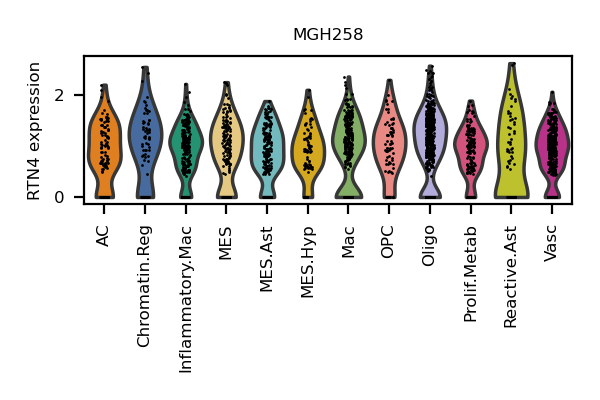 MGH258
RTN4 expression
2
0
AC
Chromatin.Reg
Inflammatory.Mac
MES
MES.Ast
MES.Hyp
Mac
OPC
Oligo
Prolif.Metab
Reactive.Ast
Vasc